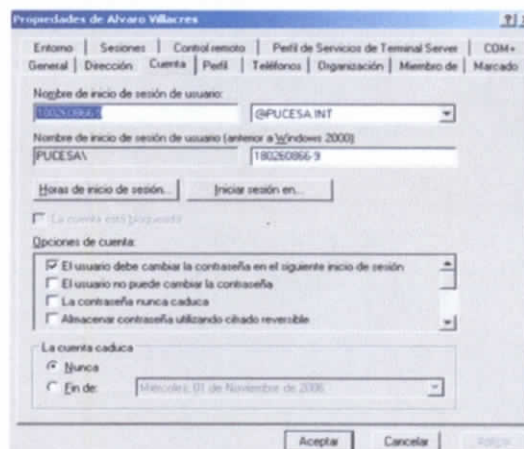 Propiedades de Alvaro Villacres
Entorno Sesiones Control remoto Perfil de Servicios de Terminal Server COM+
General Dirección Cuenta Perfil Teléfonos Organización Miembro de Marcado
Nombre de inicio de sesión de usuario:
180260866-9 @PUCESA.INT
Nombre de inicio de sesión de usuario (anterior a Windows 2000)
PUCESA\ 180260866-9
Horas de inicio de sesión... Iniciar sesión en...
La cuenta está bloqueada
Opciones de cuenta:
El usuario debe cambiar la contraseña en el siguiente inicio de sesión
El usuario no puede cambiar la contraseña
La contraseña nunca caduca
Almacenar contraseña utilizando cifrado reversible
La cuenta caduca
Nunca
Fin de: Miércoles, 01 de Noviembre de 2006
Aceptar Cancelar Aplicar